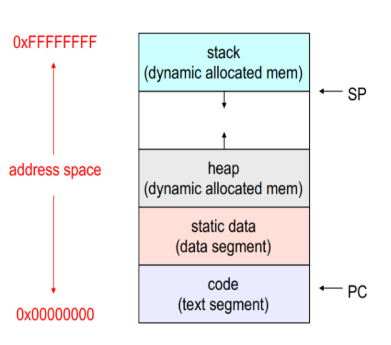 0xFFFFFFFF
stack
(dynamic allocated mem)
SP
address space
heap
(dynamic allocated mem)
static data
(data segment)
code
(text segment)
PC
0x00000000